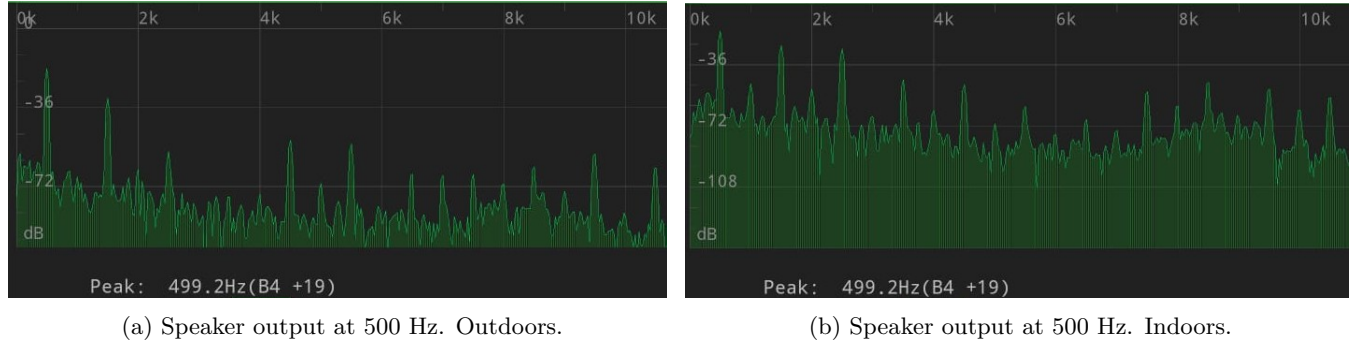 0k 2k 4k 6k 8k 10k
0
-36
-72
dB
Peak: 499.2Hz(B4 +19)
(a) Speaker output at 500 Hz. Outdoors.
0k 2k 4k 6k 8k 10k
-36
-72
-108
dB
Peak: 499.2Hz(B4 +19)
(b) Speaker output at 500 Hz. Indoors.